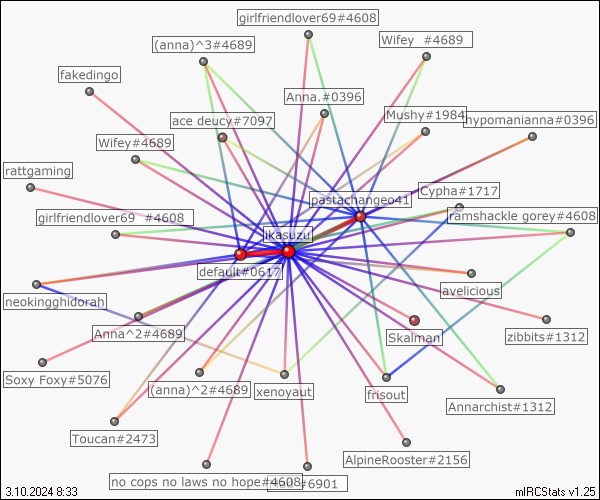 girlfriendlover69#4608
(anna)^3#4689
Wifey  #4689
fakedingo
Anna.#0396
ace deucy#7097
Mushy#1984
hypomanianna#0396
Wifey#4689
rattgaming
Cypha#1717
pastachangeo41
girlfriendlover69  #4608
ramshackle gorey#4608
ikasuzu
default#0617
avelicious
neokingghidorah
Anna^2#4689
Skalman
zibbits#1312
Soxy Foxy#5076
(anna)^2#4689
xenoyaut
frisout
Annarchist#1312
Toucan#2473
AlpineRooster#2156
no cops no laws no hope#4608
#6901
3.10.2024 8:33
mIRCStats v1.25